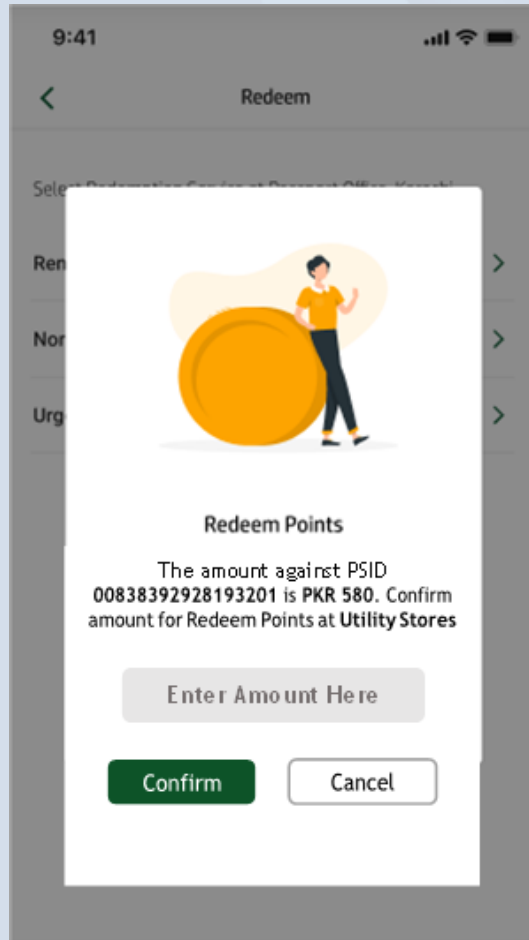 9:41
Redeem
Sele
Ren
Nor
Urg
Redeem Points
The amount against PSID
00838392928193201 is PKR 580. Confirm
amount for Redeem Points at Utility Stores
Enter Amount Here
Confirm
Cancel